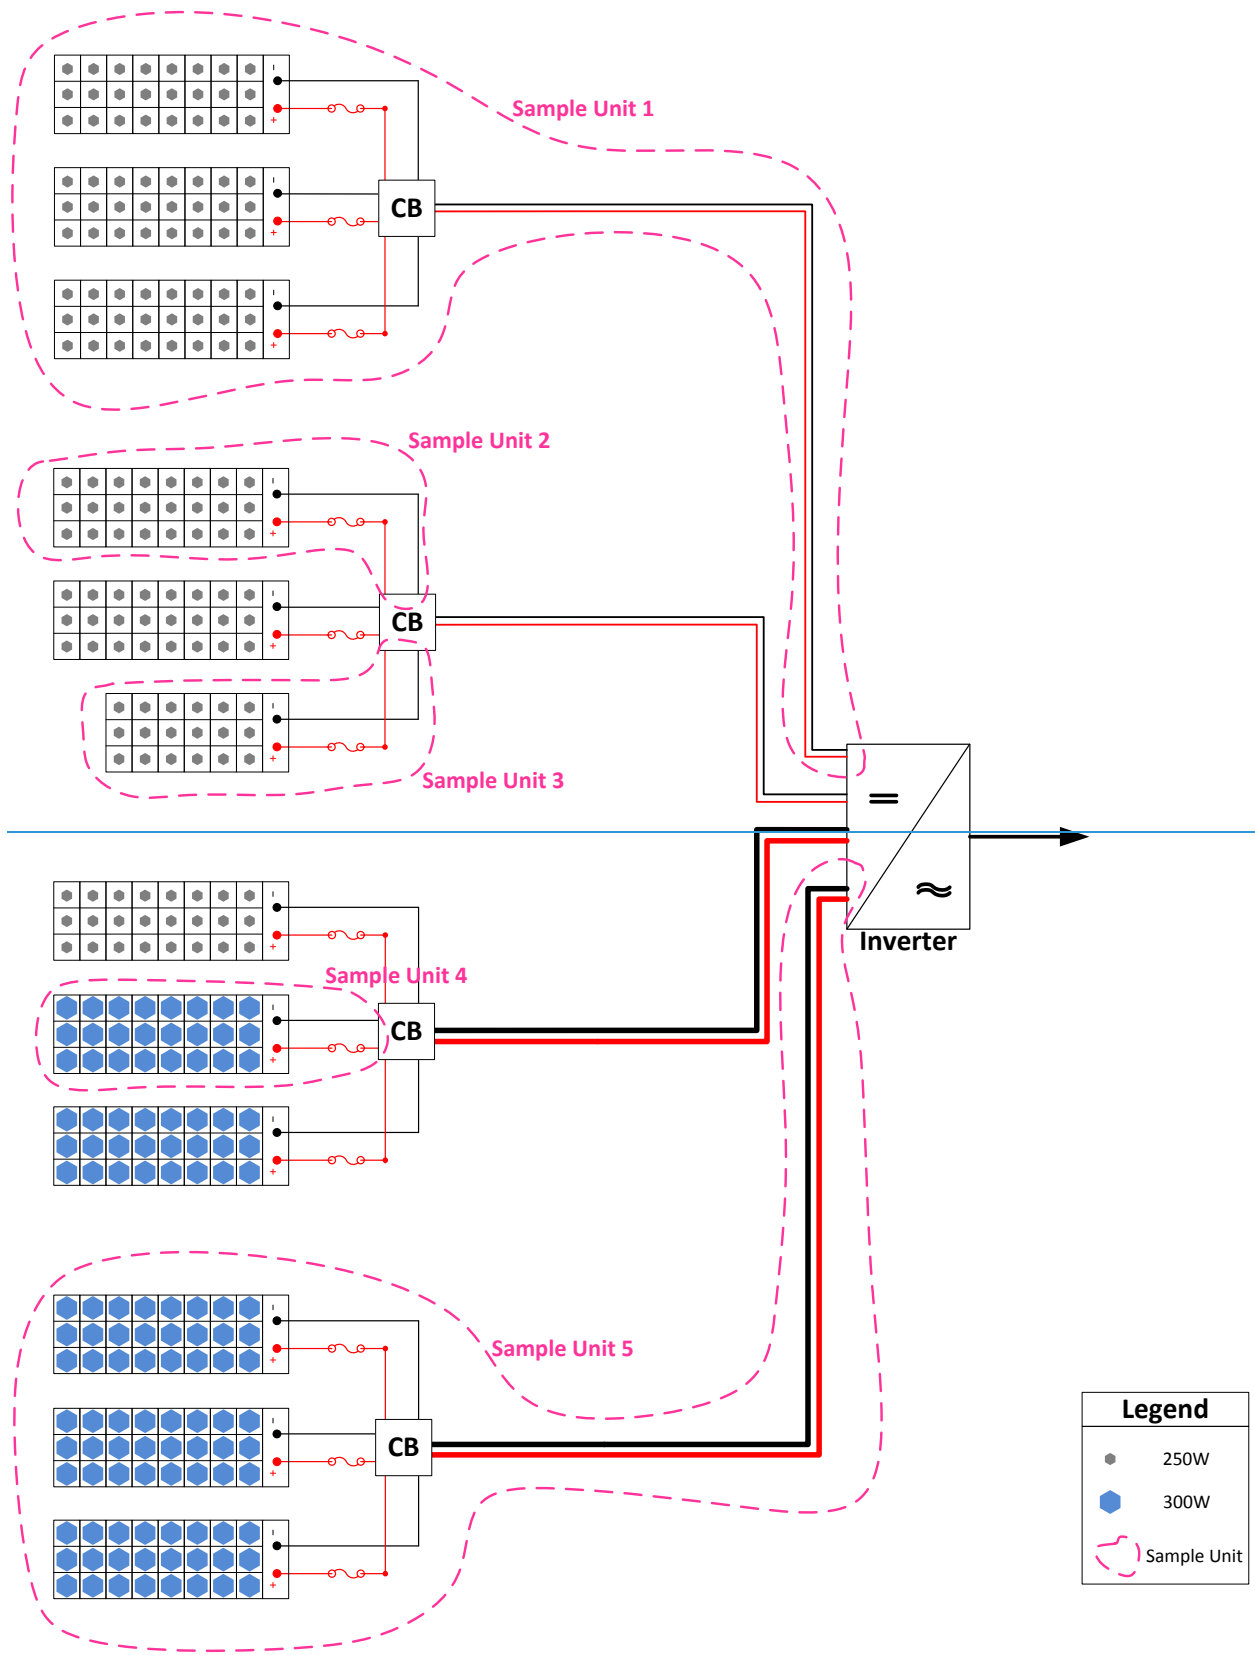 Sample Unit 1
CB
Sample Unit 2
CB
Sample Unit 3
Inverter
Sample Unit 4
CB
Sample Unit 5
CB
Legend
250W
300W
Sample Unit